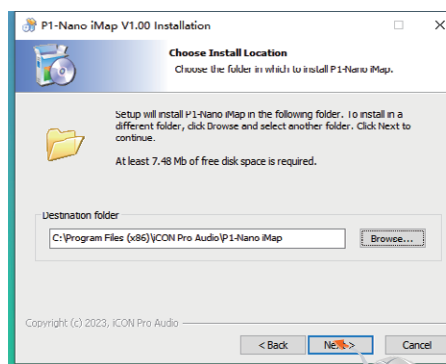 P1-Nano iMap V1.00 Installation
Choose Install Location
Choose the folder in which to install P1-Nano iMap.
Setup will install P1-Nano iMap in the following folder. To install in a
different folder, click Browse and select another folder. Click Next to
continue.
At least 7.48 Mb of free disk space is required.
Destination folder
C:\Program Files (x86)\iCON Pro Audio\P1-Nano iMap
Browse...
Copyright (c) 2023, iCON Pro Audio
< Back
Next >
Cancel